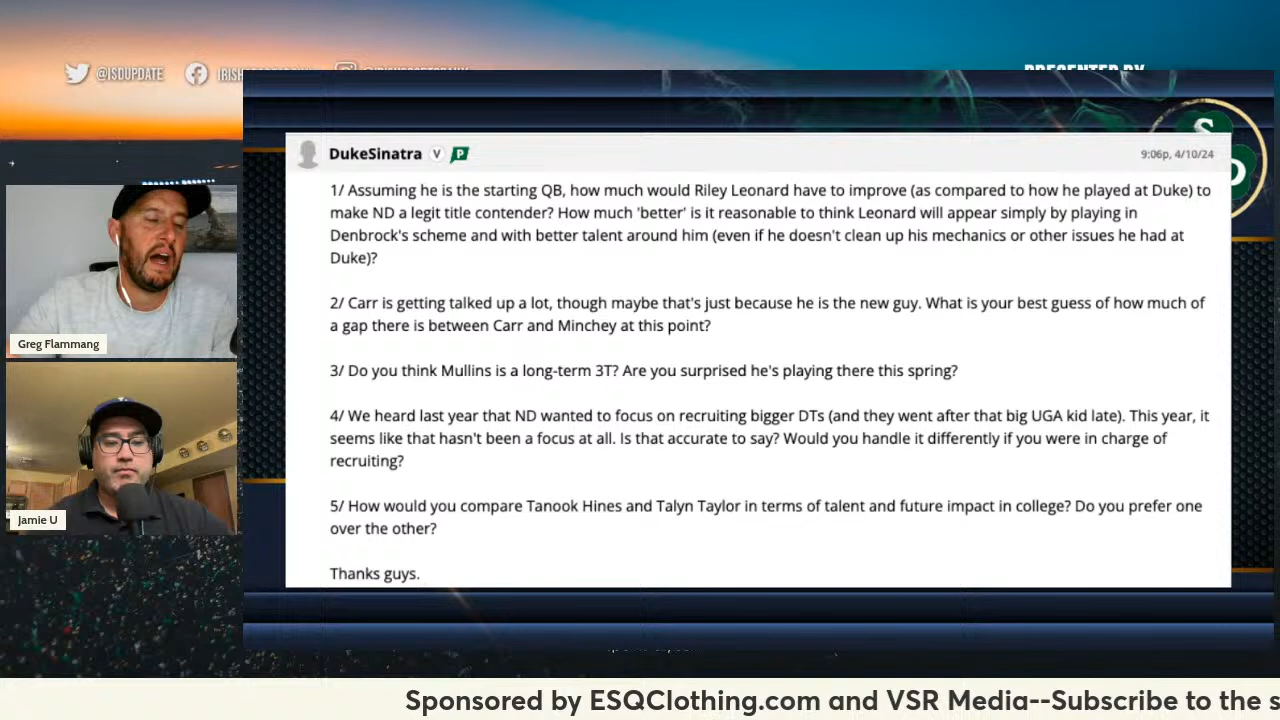 @ISDUPDATE
PRESENTED BY
DukeSinatra V P
9:06p, 4/10/24
1/ Assuming he is the starting QB, how much would Riley Leonard have to improve (as compared to how he played at Duke) to
make ND a legit title contender? How much 'better' is it reasonable to think Leonard will appear simply by playing in
Denbrock's scheme and with better talent around him (even if he doesn't clean up his mechanics or other issues he had at
Duke)?
2/ Carr is getting talked up a lot, though maybe that's just because he is the new guy. What is your best guess of how much of
a gap there is between Carr and Minchey at this point?
3/ Do you think Mullins is a long-term 3T? Are you surprised he's playing there this spring?
4/ We heard last year that ND wanted to focus on recruiting bigger DTs (and they went after that big UGA kid late). This year, it
seems like that hasn't been a focus at all. Is that accurate to say? Would you handle it differently if you were in charge of
recruiting?
5/ How would you compare Tanook Hines and Talyn Taylor in terms of talent and future impact in college? Do you prefer one
over the other?
Thanks guys.
Greg Flammang
Jamie U
Sponsored by ESQClothing.com and VSR Media--Subscribe to the s